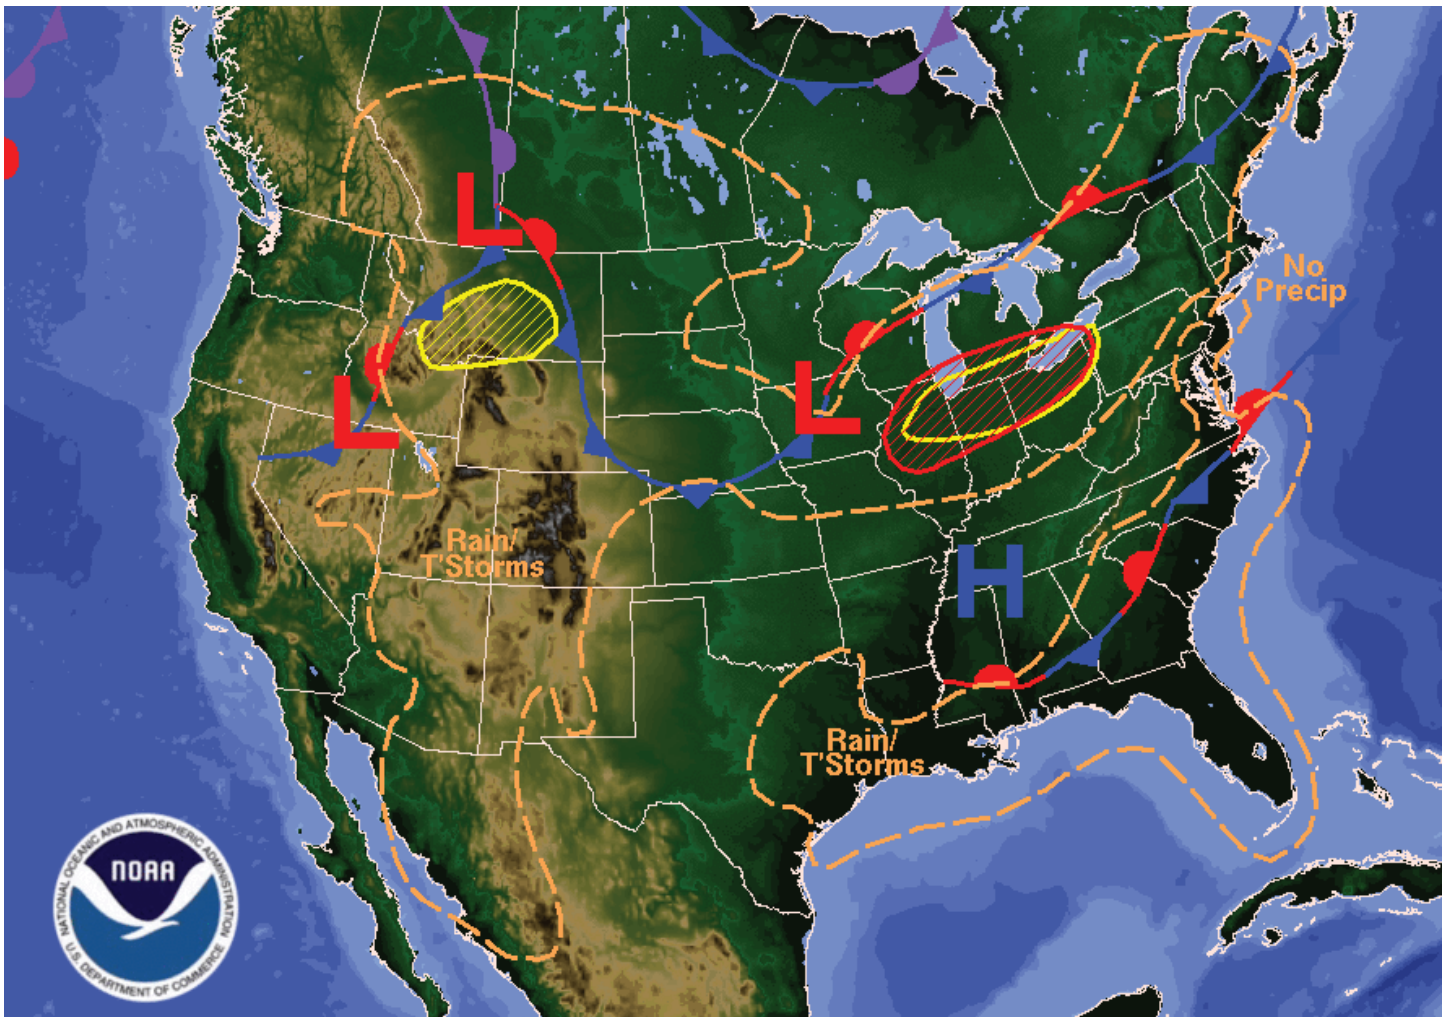 L
L
No
Precip
L
Rain/
T'Storms
H
Rain/
T'Storms
NATIONAL OCEANIC AND ATMOSPHERIC ADMINISTRATION
NOAA
U.S. DEPARTMENT OF COMMERCE